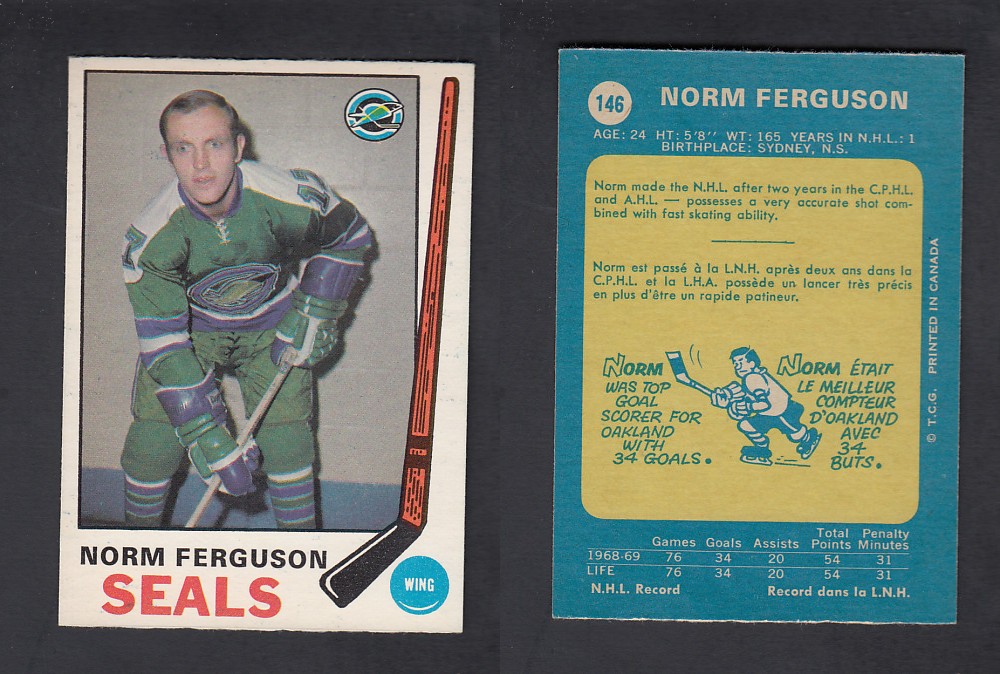 NORM FERGUSON
SEALS
WING
17
7
146
NORM FERGUSON
AGE: 24 HT: 5'8'' WT: 165 YEARS IN N.H.L.: 1
BIRTHPLACE: SYDNEY, N.S.
Norm made the N.H.L. after two years in the C.P.H.L.
and A.H.L. — possesses a very accurate shot com-
bined with fast skating ability.
Norm est passé à la L.N.H. après deux ans dans la
C.P.H.L. et la L.H.A. possède un lancer très précis
en plus d'être un rapide patineur.
NORM
WAS TOP
GOAL
SCORER FOR
OAKLAND
WITH
34 GOALS.
NORM ÉTAIT
LE MEILLEUR
COMPTEUR
D'OAKLAND
AVEC
34
BUTS.
© T.C.G. PRINTED IN CANADA
Games Goals Assists Total Points Penalty Minutes
1968-69 76 34 20 54 31
LIFE 76 34 20 54 31
N.H.L. Record Record dans la L.N.H.